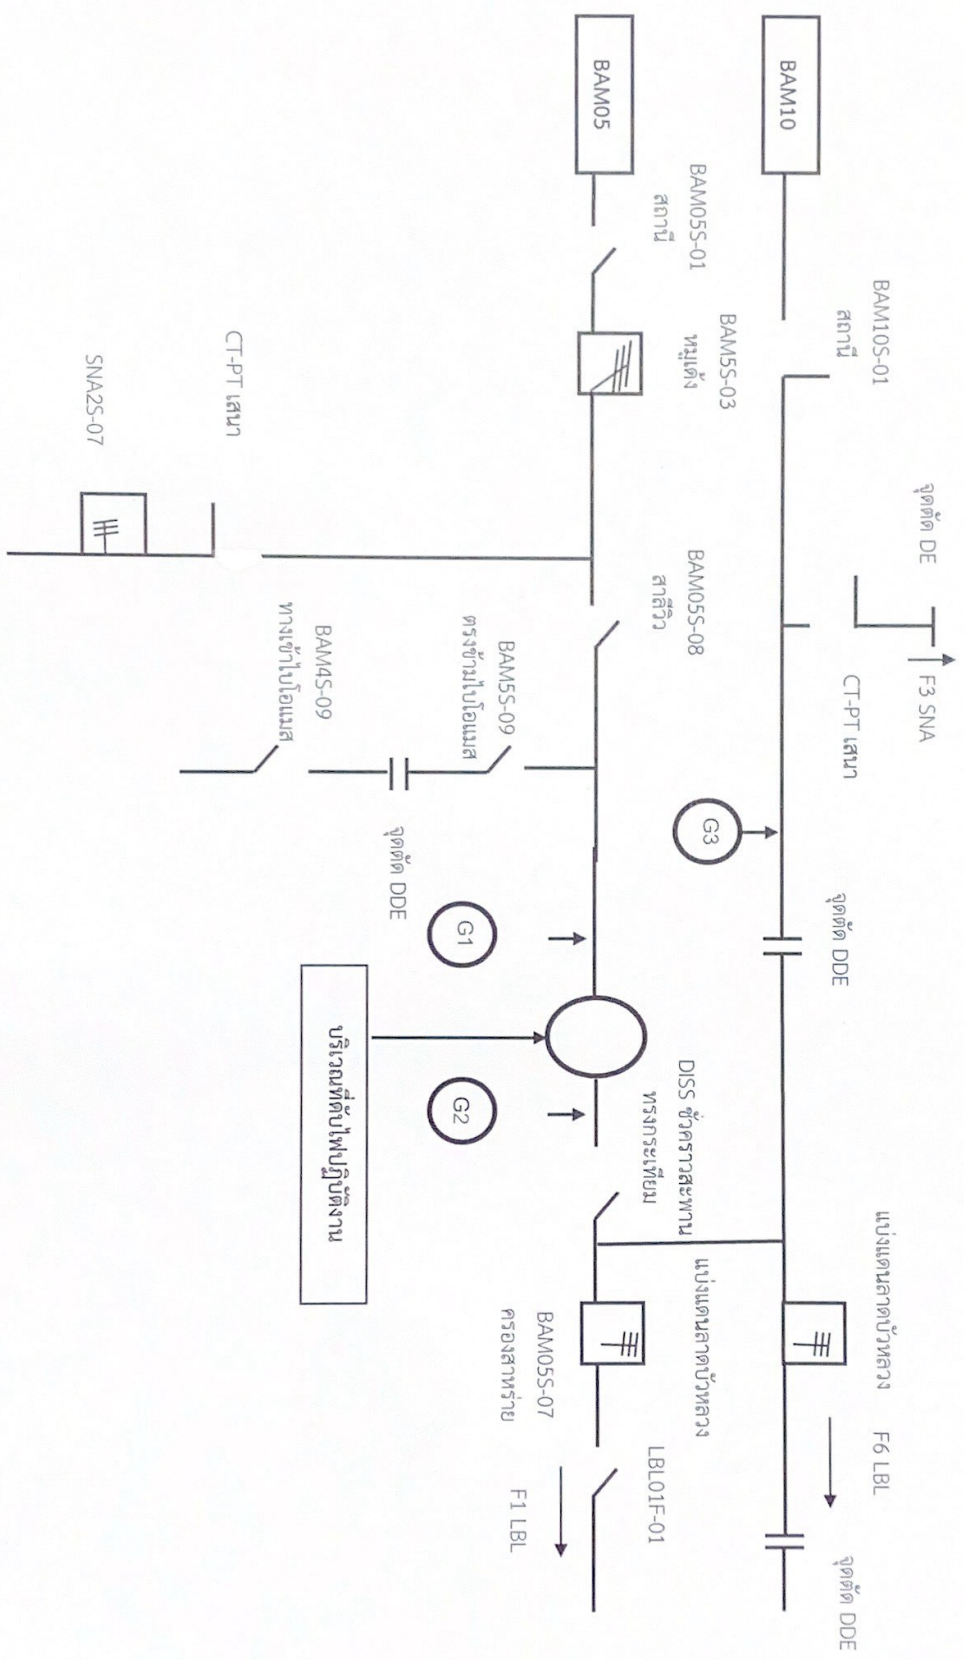 BAM10
BAM10S-01
สถานี
จุดตัด DE
F3 SNA
CT-PT เสนา
G3
จุดตัด DDE
แบ่งแดนลาดบัวหลวง
F6 LBL
จุดตัด DDE
BAM05
BAM05S-01
สถานี
BAM5S-03
หมูเด้ง
BAM05S-08
สาลีวิว
DISS ชั่วคราวสะพาน
ทรงกระเทียม
แบ่งแดนลาดบัวหลวง
BAM05S-07
ครองสาหร่าย
LBL01F-01
F1 LBL
CT-PT เสนา
SNA2S-07
BAM5S-09
ตรงข้ามไบโอแมส
BAM4S-09
ทางเข้าไบโอแมส
จุดตัด DDE
G1
G2
บริเวณที่ดับไฟปฏิบัติงาน